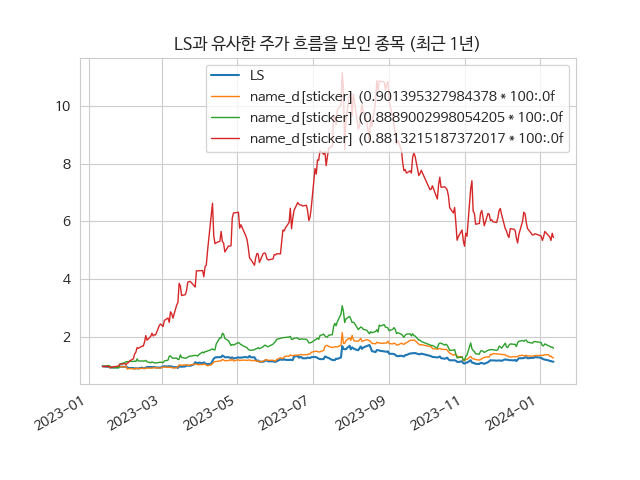 LS과 유사한 주가 흐름을 보인 종목 (최근 1년)
LS
name_d[sticker] (0.901395327984378 * 100:.0f
name_d[sticker] (0.8889002998054205 * 100:.0f
name_d[sticker] (0.8813215187372017 * 100:.0f
10
8
6
4
2
2023-01
2023-03
2023-05
2023-07
2023-09
2023-11
2024-01